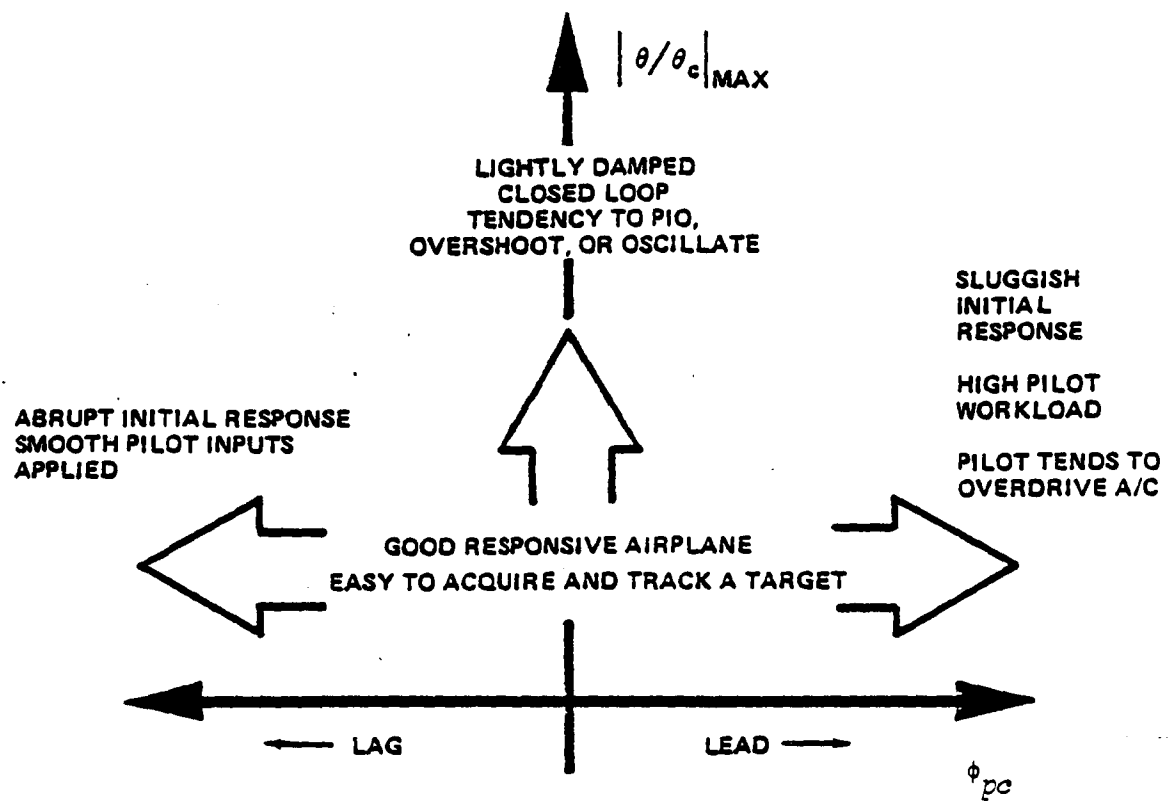 |θ/θc|MAX
LIGHTLY DAMPED
CLOSED LOOP
TENDENCY TO PIO,
OVERSHOOT, OR OSCILLATE
SLUGGISH
INITIAL
RESPONSE
HIGH PILOT
WORKLOAD
PILOT TENDS TO
OVERDRIVE A/C
ABRUPT INITIAL RESPONSE
SMOOTH PILOT INPUTS
APPLIED
GOOD RESPONSIVE AIRPLANE
EASY TO ACQUIRE AND TRACK A TARGET
← LAG
LEAD →
ϕpc